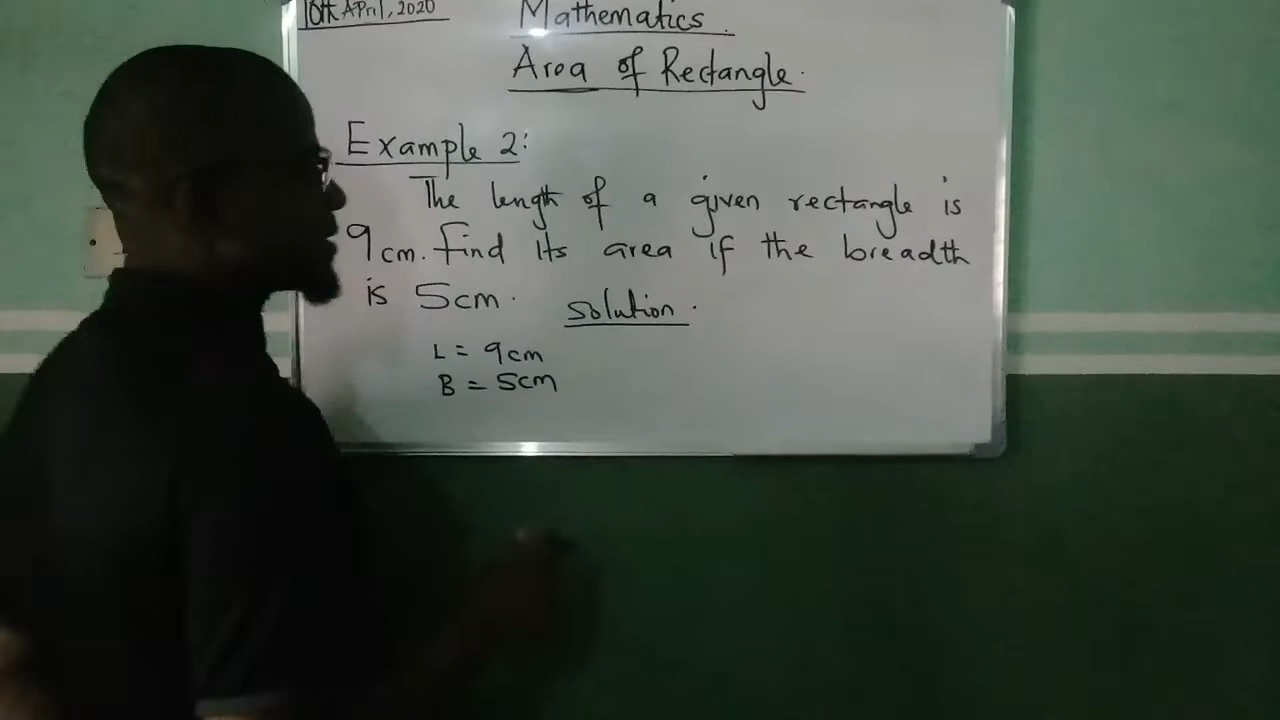 10th April, 2020
Mathematics
Area of Rectangle.
Example 2:
The length of a given rectangle is
9cm. find its area if the breadth
is 5cm.
Solution.
L = 9cm
B = 5cm